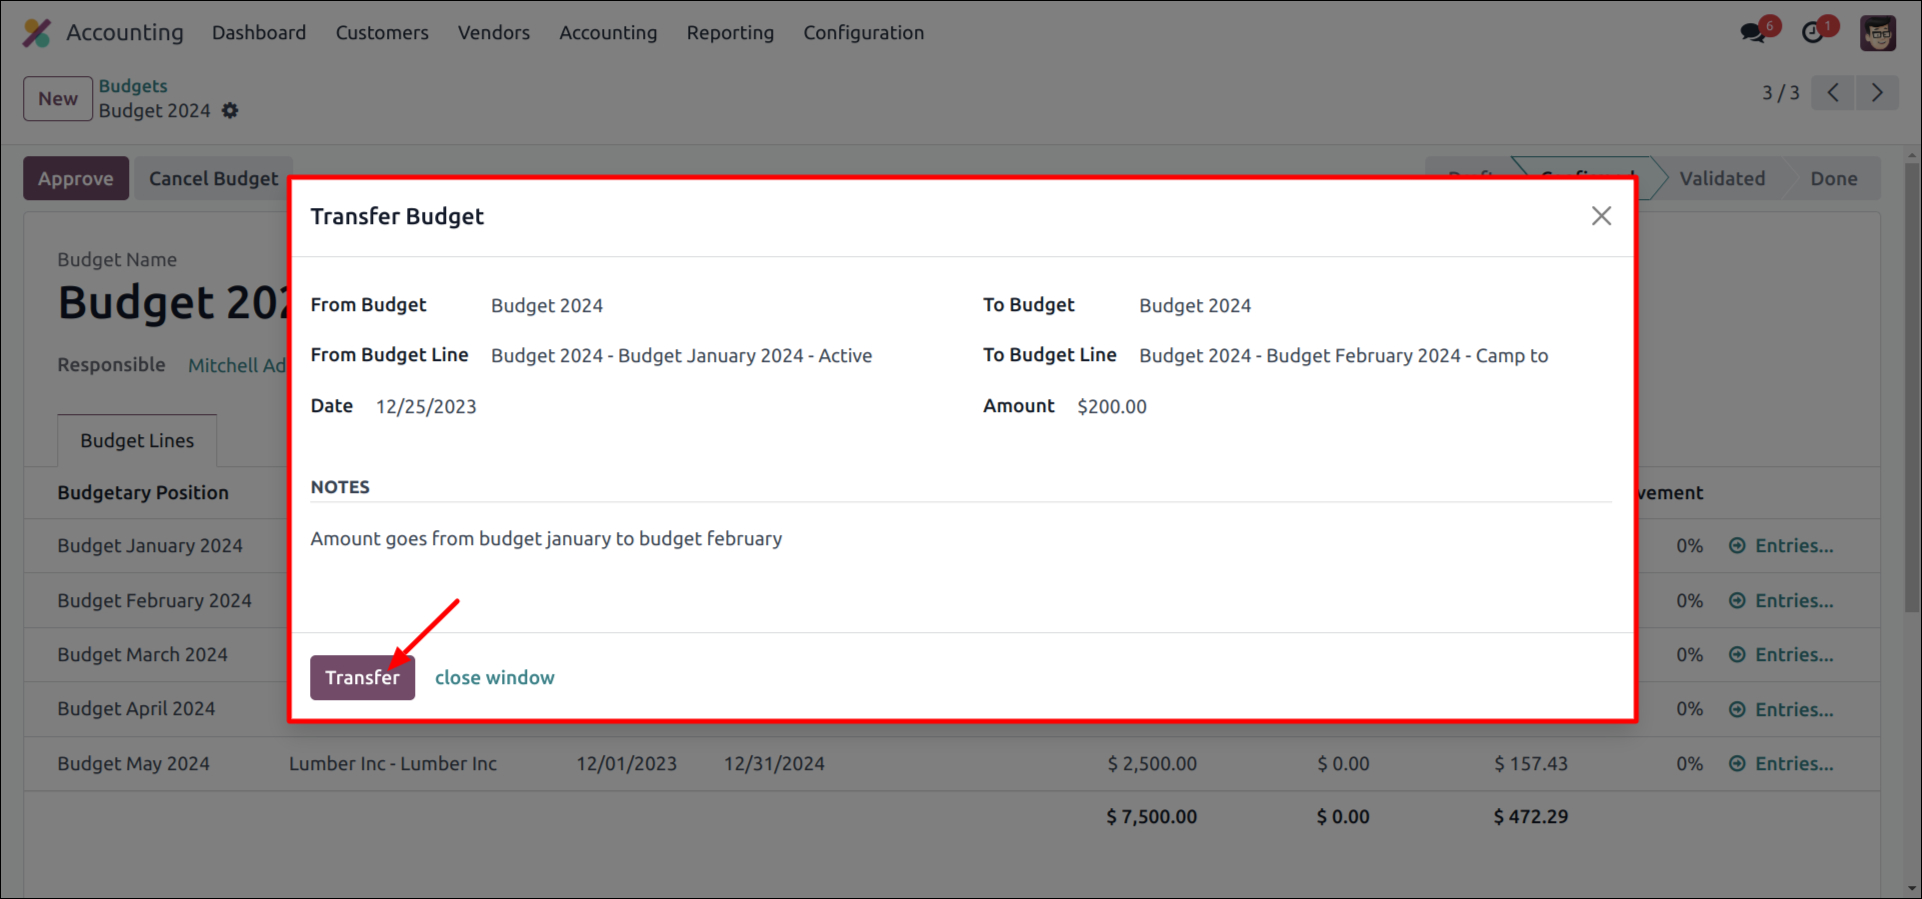 Accounting Dashboard Customers Vendors Accounting Reporting Configuration 6 1
New Budgets
Budget 2024 3 / 3
Approve Cancel Budget Validated Done
Transfer Budget
Budget Name
Budget 202
Responsible Mitchell Ad
From Budget Budget 2024 To Budget Budget 2024
From Budget Line Budget 2024 - Budget January 2024 - Active To Budget Line Budget 2024 - Budget February 2024 - Camp to
Date 12/25/2023 Amount $200.00
NOTES
Amount goes from budget january to budget february
Transfer close window
Budget Lines
Budgetary Position vement
Budget January 2024 0% Entries...
Budget February 2024 0% Entries...
Budget March 2024 0% Entries...
Budget April 2024 0% Entries...
Budget May 2024 Lumber Inc - Lumber Inc 12/01/2023 12/31/2024 $ 2,500.00 $ 0.00 $ 157.43 0% Entries...
$ 7,500.00 $ 0.00 $ 472.29